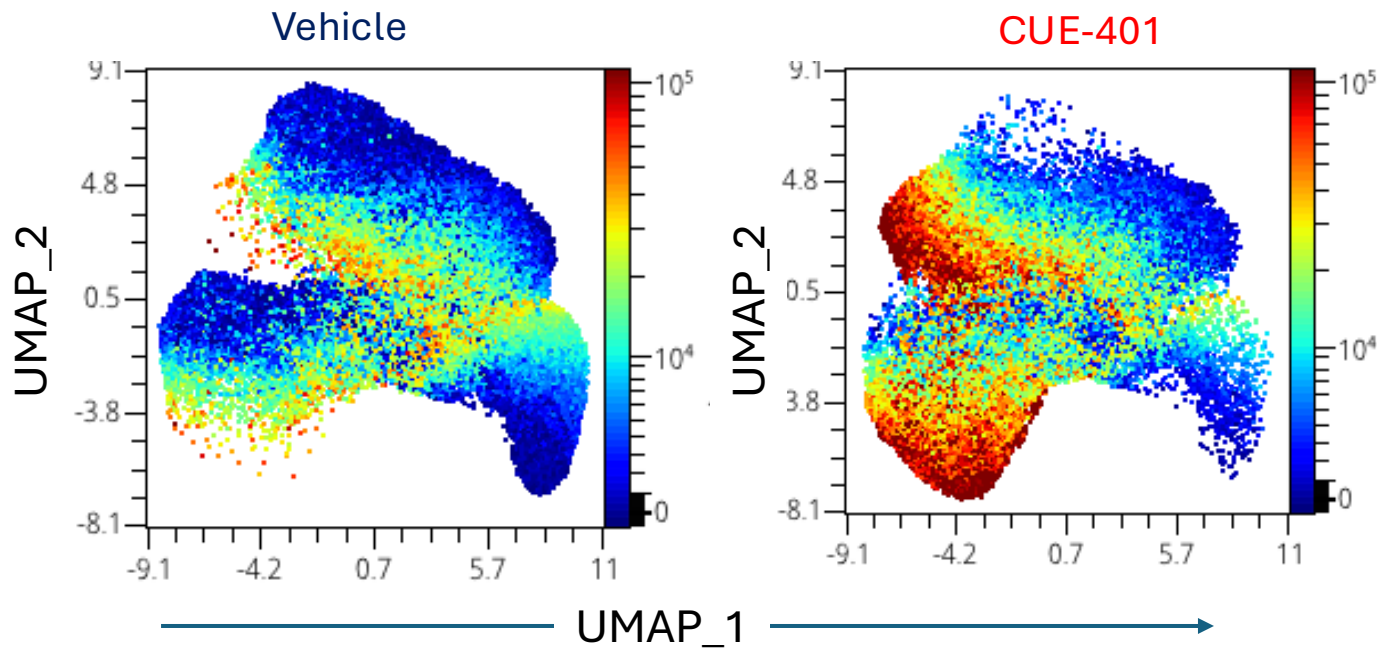 Vehicle
CUE-401
9.1
4.8
0.5
-3.8
-8.1
UMAP_2
10⁵
10⁴
0
-9.1 -4.2 0.7 5.7 11
9.1
4.8
0.5
3.8
-8.1
UMAP_2
10⁵
10⁴
0
-9.1 -4.2 0.7 5.7 11
UMAP_1